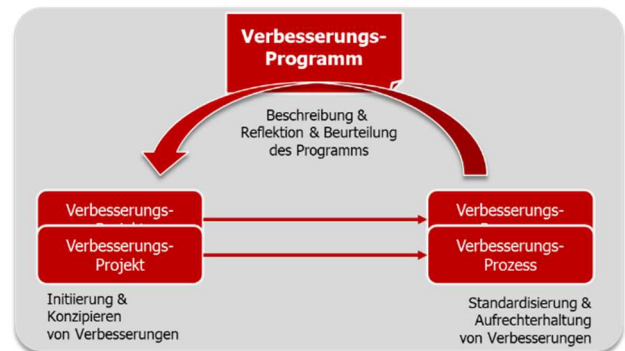 Verbesserungs-
Programm
Beschreibung &
Reflektion & Beurteilung
des Programms
Verbesserungs-
Verbesserungs-
Projekt
Initiierung &
Konzipieren
von Verbesserungen
Verbesserungs-
Verbesserungs-
Prozess
Standardisierung &
Aufrechterhaltung
von Verbesserungen